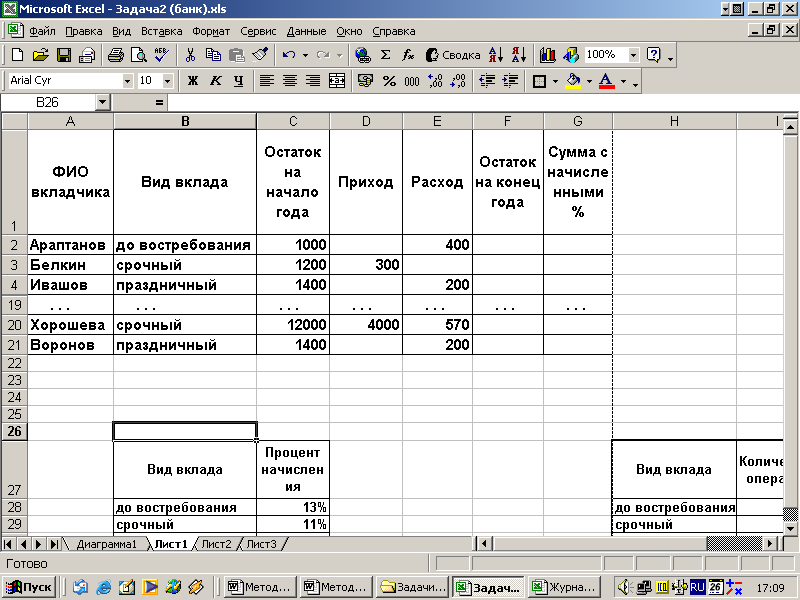 Microsoft Excel - Задача2 (банк).xls
Файл Правка Вид Вставка Формат Сервис Данные Окно Справка
Сводка 100%
Arial Cyr 10 Ж К Ч % 000
B26 =
A B C D E F G H I
1 ФИО вкладчика Вид вклада Остаток на начало года Приход Расход Остаток на конец года Сумма с начисле нными %
2 Араптанов до востребования 1000 400
3 Белкин срочный 1200 300
4 Ивашов праздничный 1400 200
19 . . . . . . . . . . . . . . . . . . . . .
20 Хорошева срочный 12000 4000 570
21 Воронов праздничный 1400 200
22
23
24
25
26
27 Вид вклада Процент начислен ия Вид вклада Количе опера
28 до востребования 13% до востребования
29 срочный 11% срочный
Диаграмма1 Лист1 Лист2 Лист3
Готово
Пуск Метод... Метод... Задачи... Задач... Журна... RU 26 17:09